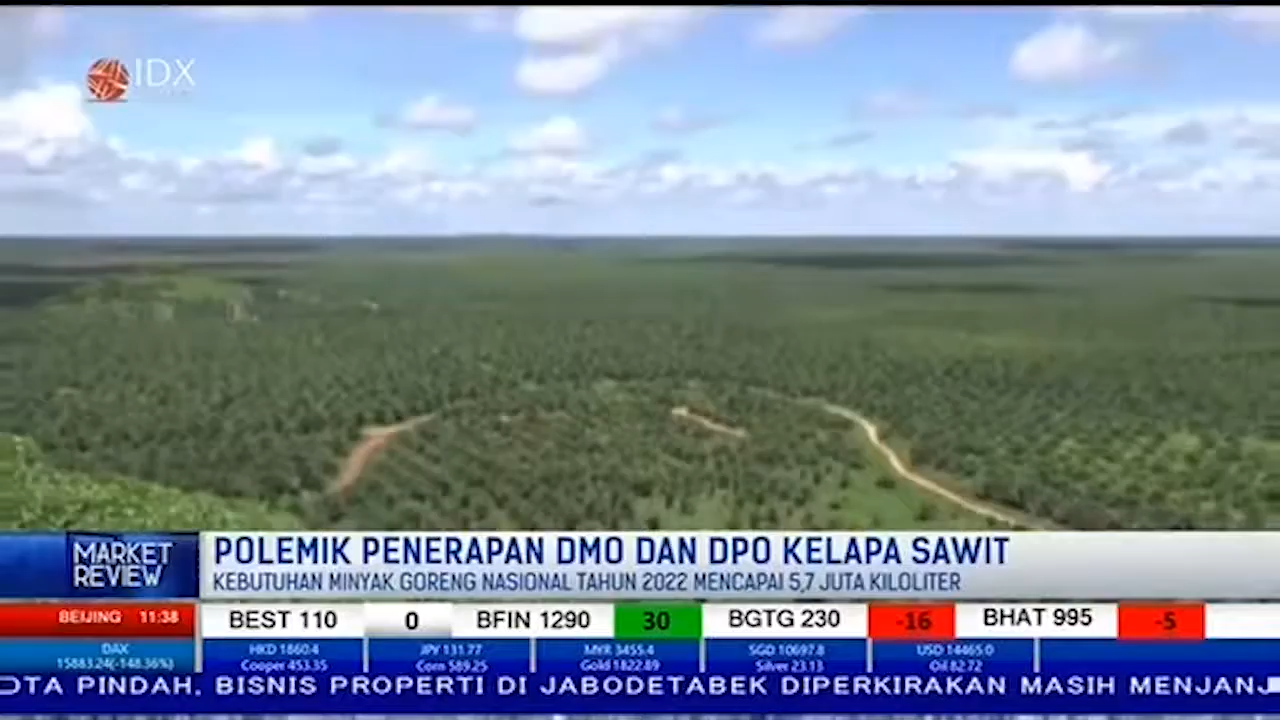 IDX
POLEMIK PENERAPAN DMO DAN DPO KELAPA SAWIT
MARKET
REVIEW
KEBUTUHAN MINYAK GORENG NASIONAL TAHUN 2022 MENCAPAI 5,7 JUTA KILOLITER
BEIJING 11:38
BEST 110 0 BFIN 1290 30 BGTG 230 -16 BHAT 995 -5
DAX HKD 1860.4 JPY 131.77 MYR 3455.4 SGD 10697.8 USD 14465.0
15883.24(-148.36%) Cooper 453.35 Corn 589.25 Gold 1822.89 Silver 23.13 Oil 82.72
OTA PINDAH, BISNIS PROPERTI DI JABODETABEK DIPERKIRAKAN MASIH MENJANJ